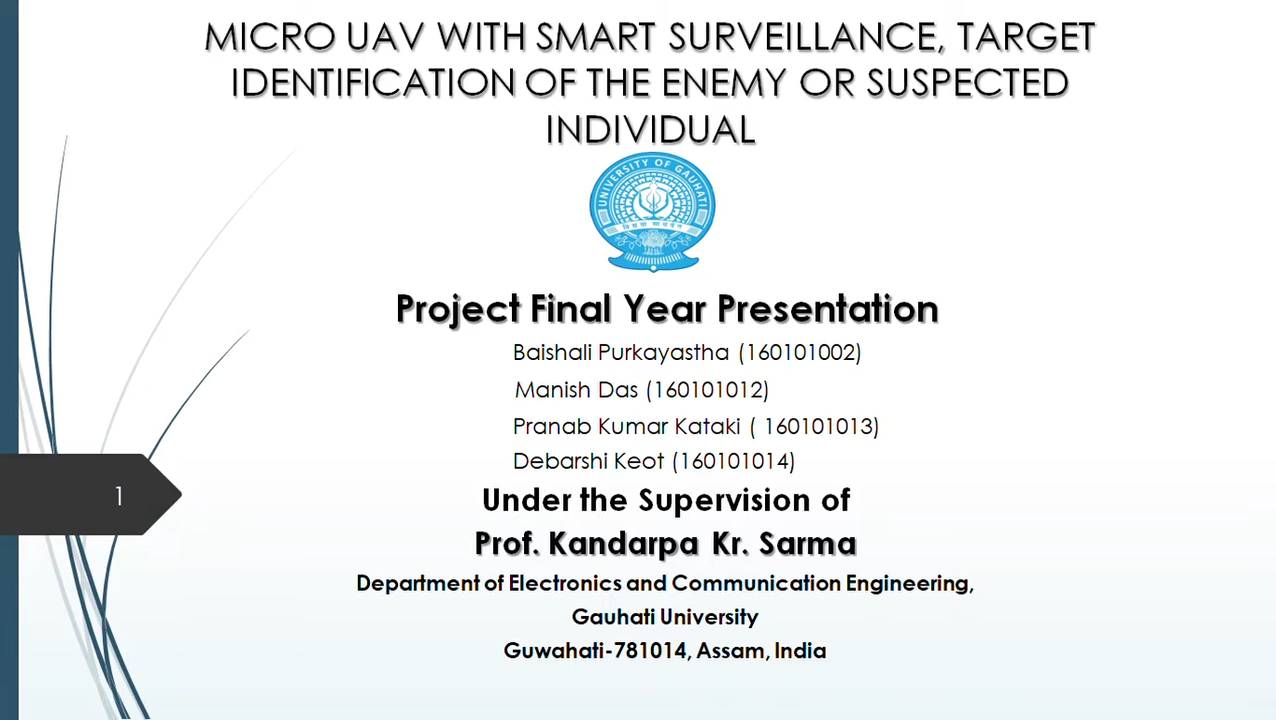 MICRO UAV WITH SMART SURVEILLANCE, TARGET
IDENTIFICATION OF THE ENEMY OR SUSPECTED
INDIVIDUAL
UNIVERSITY OF GAUHATI
Project Final Year Presentation
Baishali Purkayastha (160101002)
Manish Das (160101012)
Pranab Kumar Kataki ( 160101013)
Debarshi Keot (160101014)
1
Under the Supervision of
Prof. Kandarpa Kr. Sarma
Department of Electronics and Communication Engineering,
Gauhati University
Guwahati-781014, Assam, India